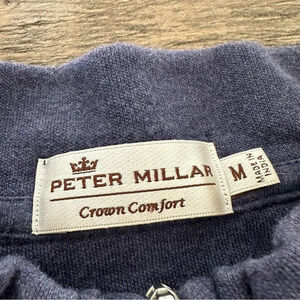 PETER MILLAR
Crown Comfort
M
MADE IN
INDIA